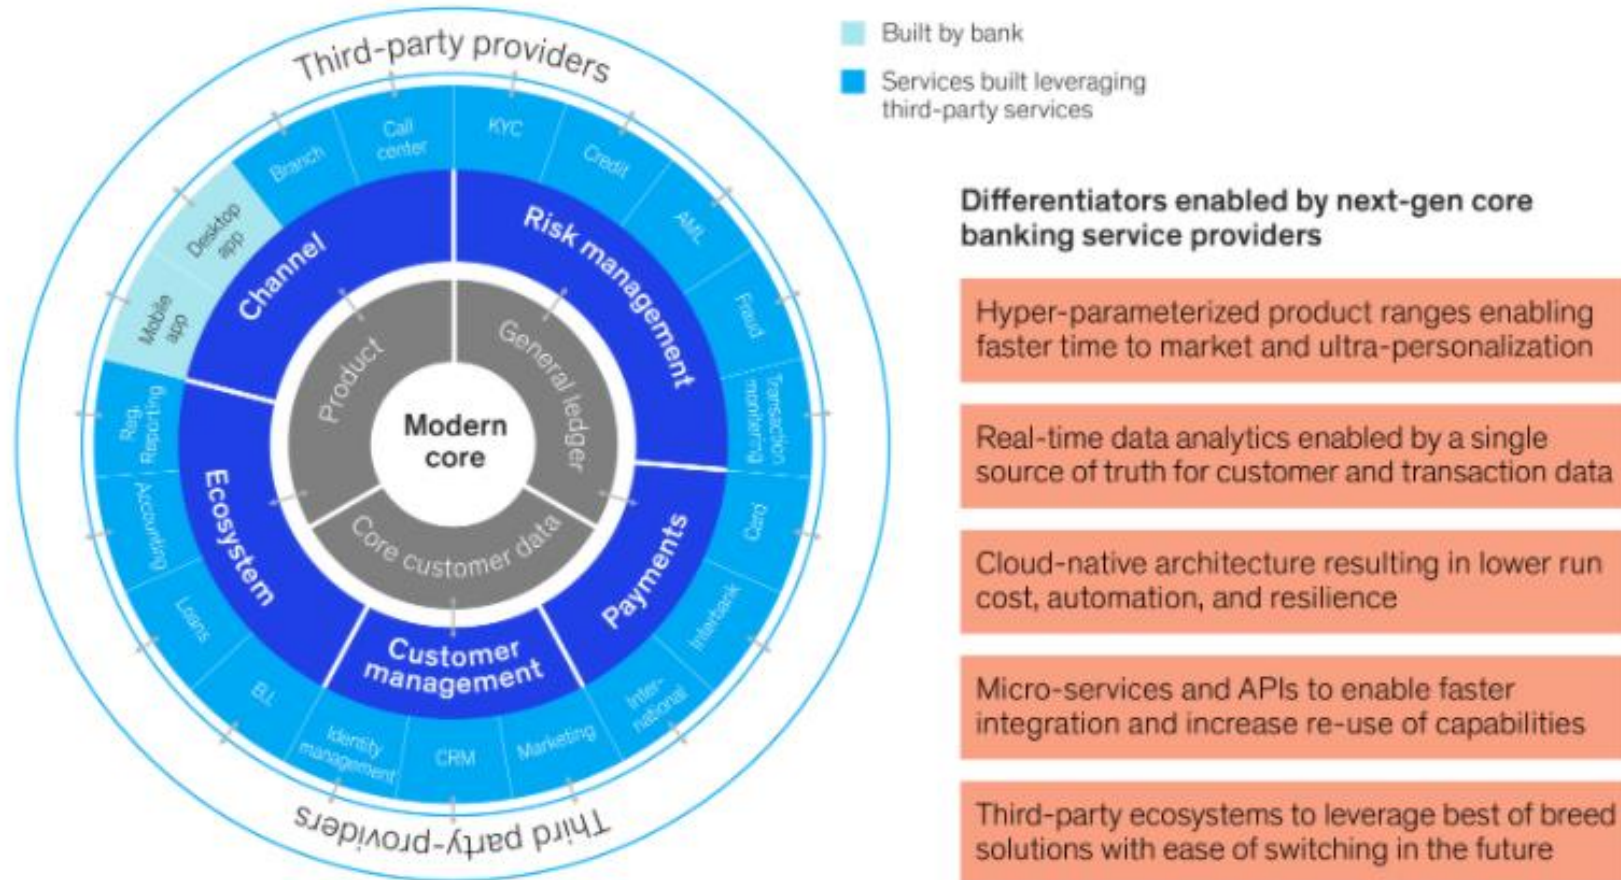 Third-party providers
Call
center
KYC
Branch
Credit
Desktop
app
AML
Mobile
app
Fraud
Reg.
Reporting
Transaction
monitering
Accounting
Card
Loans
Interbank
B.I.
Inter-
national
Identity
management
CRM
Marketing
Channel
Risk management
Ecosystem
Payments
Customer
management
Product
General ledger
Core customer data
Modern
core
Third party-providers
Built by bank
Services built leveraging
third-party services
Differentiators enabled by next-gen core
banking service providers
Hyper-parameterized product ranges enabling
faster time to market and ultra-personalization
Real-time data analytics enabled by a single
source of truth for customer and transaction data
Cloud-native architecture resulting in lower run
cost, automation, and resilience
Micro-services and APIs to enable faster
integration and increase re-use of capabilities
Third-party ecosystems to leverage best of breed
solutions with ease of switching in the future